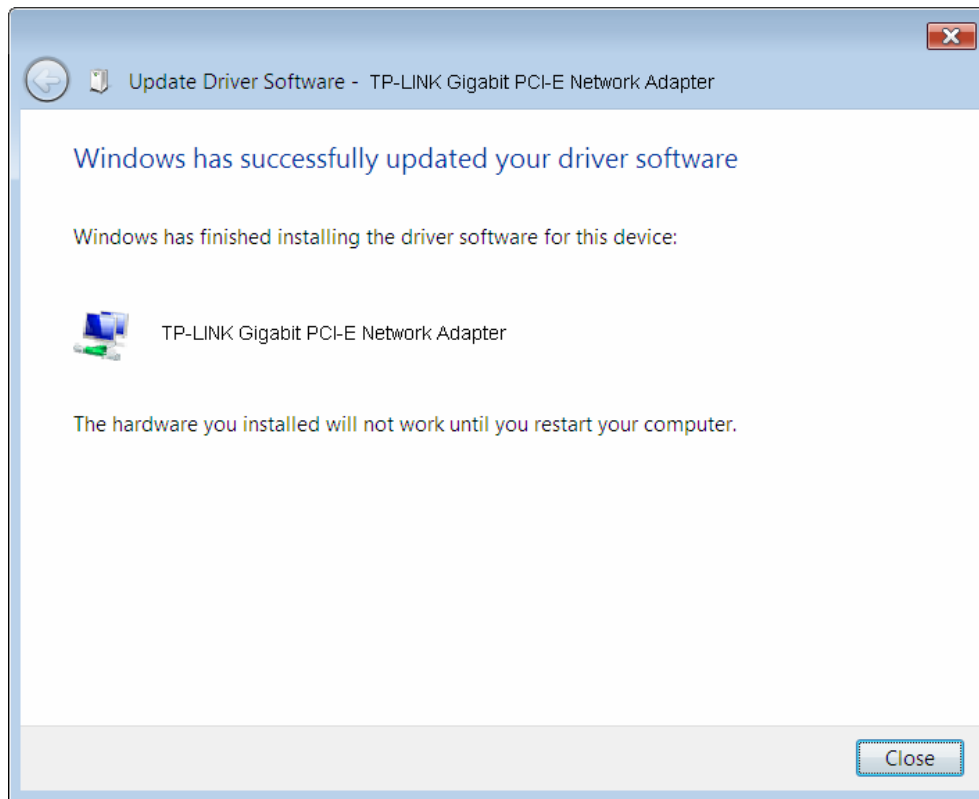 Update Driver Software - TP-LINK Gigabit PCI-E Network Adapter
Windows has successfully updated your driver software
Windows has finished installing the driver software for this device:
TP-LINK Gigabit PCI-E Network Adapter
The hardware you installed will not work until you restart your computer.
Close